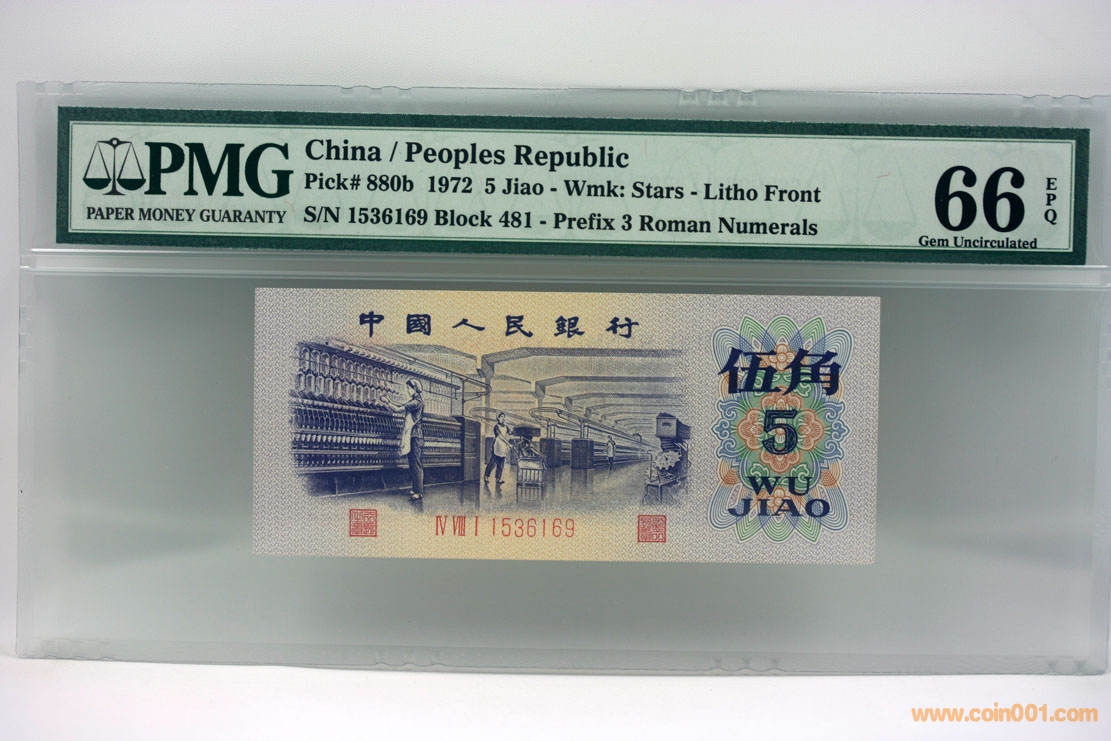 PMG
PAPER MONEY GUARANTY
China / Peoples Republic
Pick# 880b 1972 5 Jiao - Wmk: Stars - Litho Front
S/N 1536169 Block 481 - Prefix 3 Roman Numerals
66
EPQ
Gem Uncirculated
中國人民銀行
伍角
5
WU
JIAO
IV VIII I 1536169
www.coin001.com